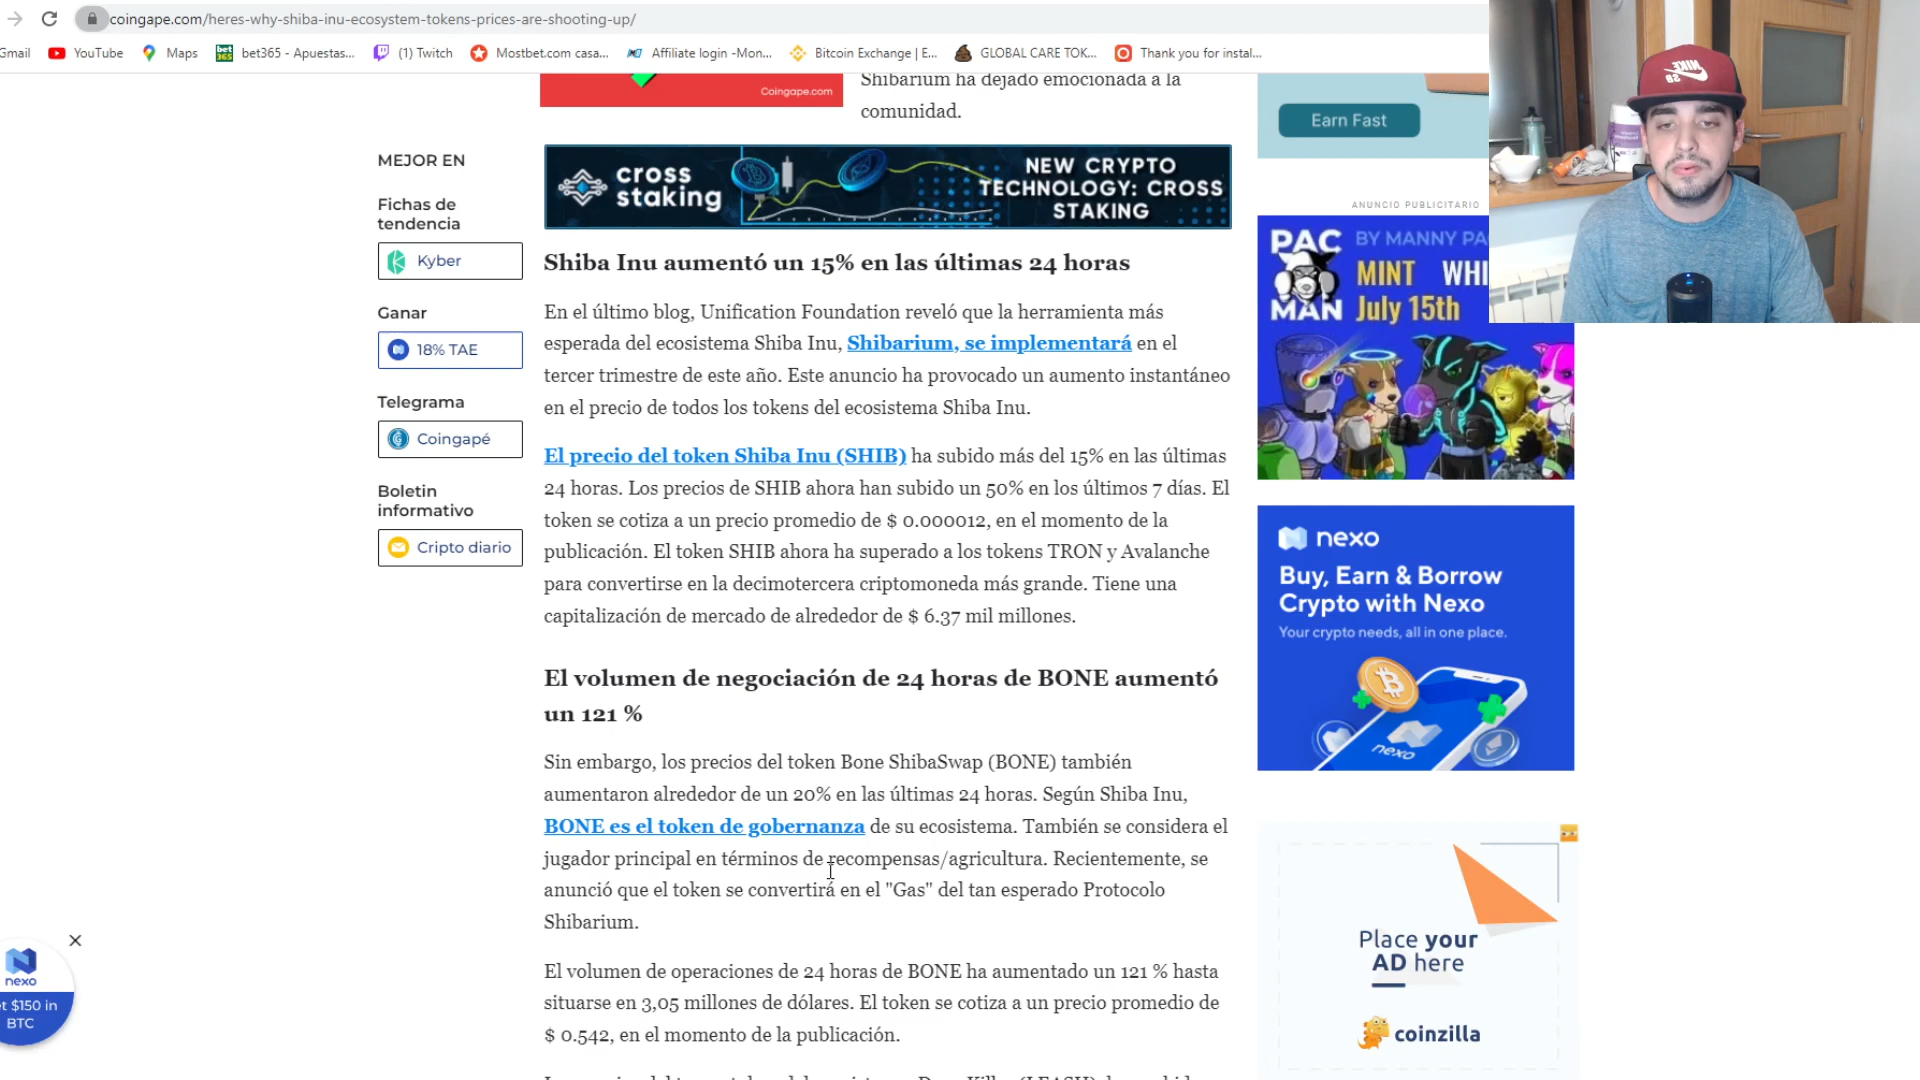 coingape.com/heres-why-shiba-inu-ecosystem-tokens-prices-are-shooting-up/
Gmail YouTube Maps bet365 - Apuestas... (1) Twitch Mostbet.com casa... Affiliate login -Mon... Bitcoin Exchange | E... GLOBAL CARE TOK... Thank you for instal...
Coingape.com
Shibarium ha dejado emocionada a la
comunidad.
Earn Fast
MEJOR EN
Fichas de
tendencia
Kyber
Ganar
18% TAE
Telegrama
Coingapé
Boletin
informativo
Cripto diario
cross
staking
NEW CRYPTO
TECHNOLOGY: CROSS
STAKING
Shiba Inu aumentó un 15% en las últimas 24 horas
En el último blog, Unification Foundation reveló que la herramienta más
esperada del ecosistema Shiba Inu, Shibarium, se implementará en el
tercer trimestre de este año. Este anuncio ha provocado un aumento instantáneo
en el precio de todos los tokens del ecosistema Shiba Inu.
El precio del token Shiba Inu (SHIB) ha subido más del 15% en las últimas
24 horas. Los precios de SHIB ahora han subido un 50% en los últimos 7 días. El
token se cotiza a un precio promedio de $ 0.000012, en el momento de la
publicación. El token SHIB ahora ha superado a los tokens TRON y Avalanche
para convertirse en la decimotercera criptomoneda más grande. Tiene una
capitalización de mercado de alrededor de $ 6.37 mil millones.
El volumen de negociación de 24 horas de BONE aumentó
un 121 %
Sin embargo, los precios del token Bone ShibaSwap (BONE) también
aumentaron alrededor de un 20% en las últimas 24 horas. Según Shiba Inu,
BONE es el token de gobernanza de su ecosistema. También se considera el
jugador principal en términos de recompensas/agricultura. Recientemente, se
anunció que el token se convertirá en el "Gas" del tan esperado Protocolo
Shibarium.
El volumen de operaciones de 24 horas de BONE ha aumentado un 121 % hasta
situarse en 3,05 millones de dólares. El token se cotiza a un precio promedio de
$ 0.542, en el momento de la publicación.
ANUNCIO PUBLICITARIO
PAC
MAN
BY MANNY PA
MINT WHI
July 15th
nexo
Buy, Earn & Borrow
Crypto with Nexo
Your crypto needs, all in one place.
nexo
Place your
AD here
coinzilla
nexo
t $150 in
BTC
NIKE
SB